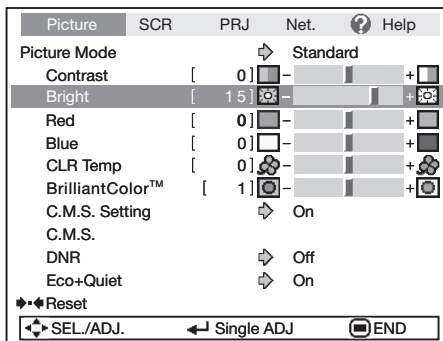 Picture SCR PRJ Net. ? Help
Picture Mode Standard
Contrast [ 0] - +
Bright [ 15] - +
Red [ 0] - +
Blue [ 0] - +
CLR Temp [ 0] - +
BrilliantColor™ [ 1] - +
C.M.S. Setting On
C.M.S.
DNR Off
Eco+Quiet On
Reset
SEL./ADJ. Single ADJ END